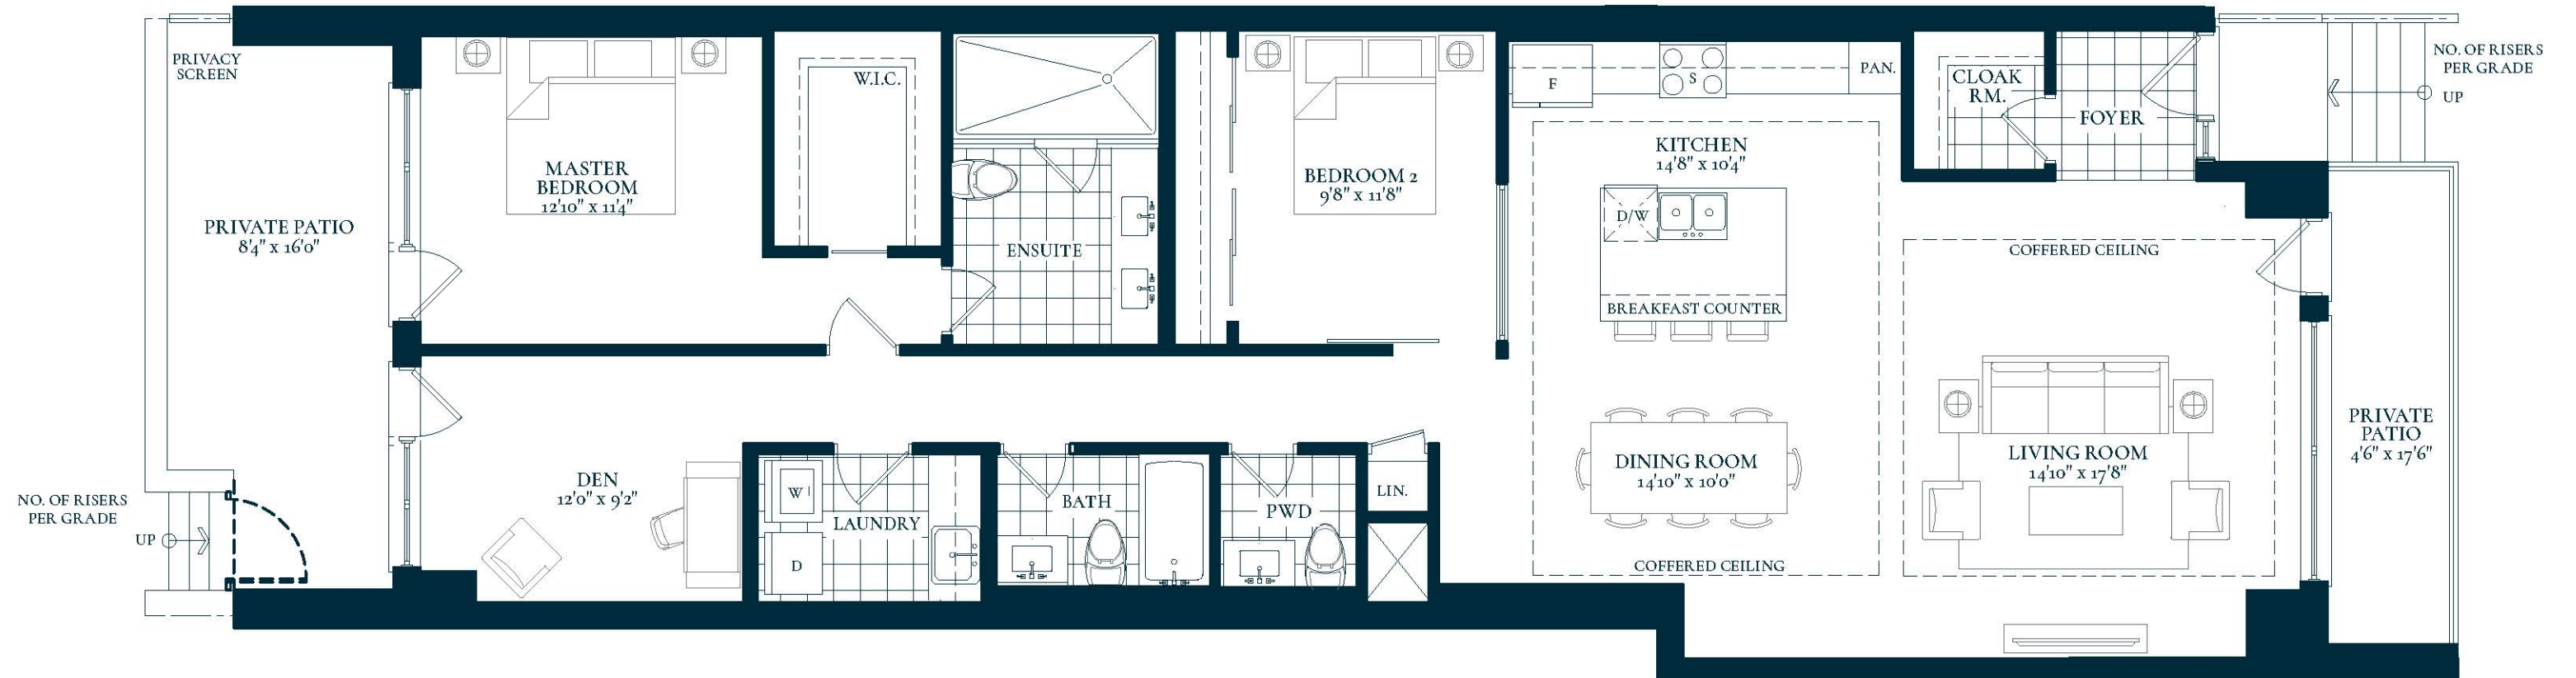 PRIVACY
SCREEN
PRIVATE PATIO
8'4" x 16'0"
NO. OF RISERS
PER GRADE
UP
MASTER
BEDROOM
12'10" x 11'4"
W.I.C.
ENSUITE
DEN
12'0" x 9'2"
W
D
LAUNDRY
BATH
PWD
LIN.
BEDROOM 2
9'8" x 11'8"
F
S
PAN.
KITCHEN
14'8" x 10'4"
D/W
BREAKFAST COUNTER
DINING ROOM
14'10" x 10'0"
COFFERED CEILING
CLOAK
RM.
FOYER
COFFERED CEILING
LIVING ROOM
14'10" x 17'8"
NO. OF RISERS
PER GRADE
UP
PRIVATE
PATIO
4'6" x 17'6"